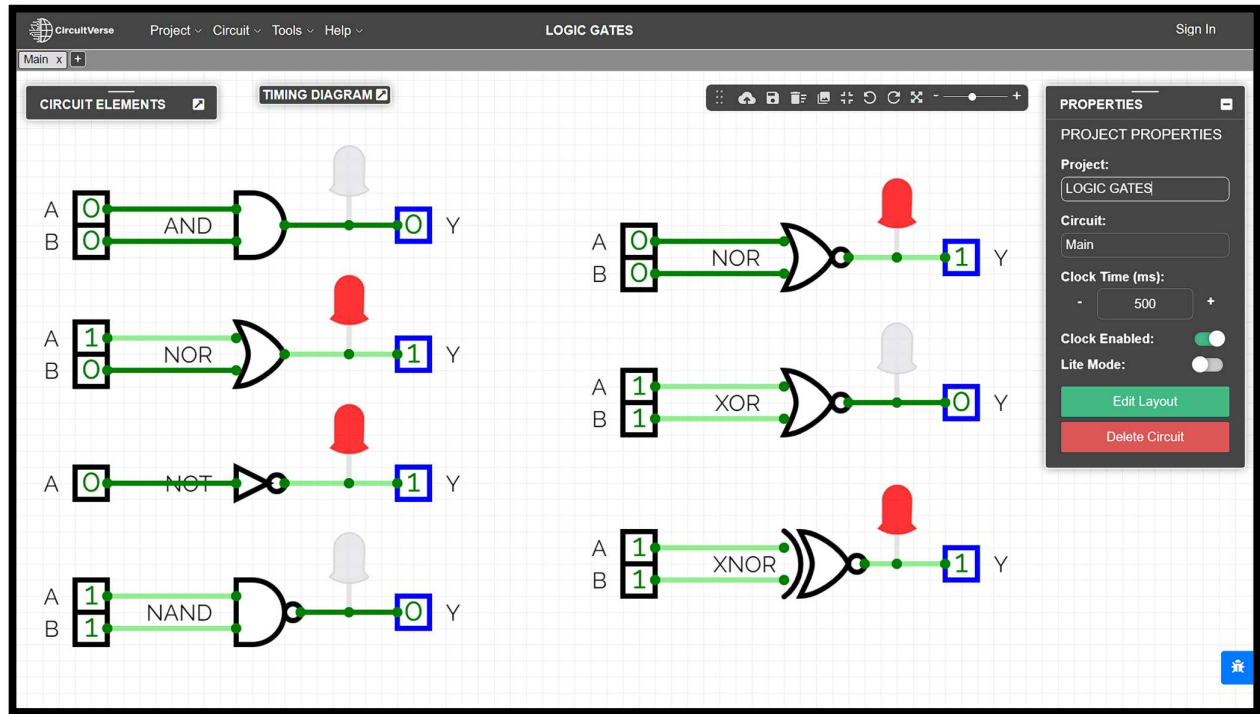 CircuitVerse Project Circuit Tools Help LOGIC GATES Sign In
Main x +
CIRCUIT ELEMENTS
TIMING DIAGRAM
- +
A 0 AND 0 Y
B 0
A 1 NOR 1 Y
B 0
A 0 NOT 1 Y
A 1 NAND 0 Y
B 1
A 0 NOR 1 Y
B 0
A 1 XOR 0 Y
B 1
A 1 XNOR 1 Y
B 1
PROPERTIES
PROJECT PROPERTIES
Project:
LOGIC GATES
Circuit:
Main
Clock Time (ms):
- 500 +
Clock Enabled:
Lite Mode:
Edit Layout
Delete Circuit